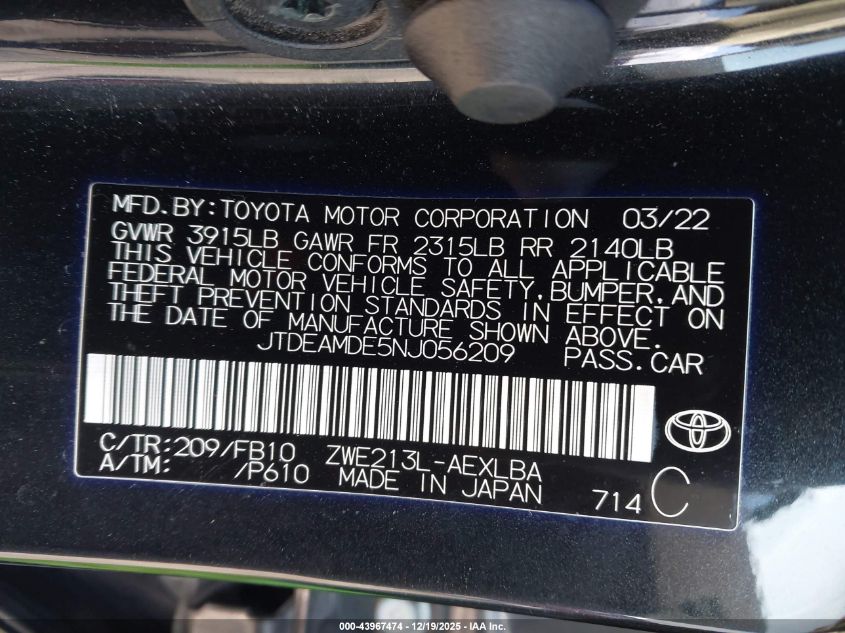 MFD.BY:TOYOTA MOTOR CORPORATION 03/22
GVWR 3915LB GAWR FR 2315LB RR 2140LB
THIS VEHICLE CONFORMS TO ALL APPLICABLE
FEDERAL MOTOR VEHICLE SAFETY,BUMPER,AND
THEFT PREVENTION STANDARDS IN EFFECT ON
THE DATE OF MANUFACTURE SHOWN ABOVE.
JTDEAMDE5NJ056209 PASS.CAR
C/TR:209/FB10 ZWE213L-AEXLBA
A/TM: /P610 MADE IN JAPAN 714 C
000-43967474 • 12/19/2025 • IAA, Inc.